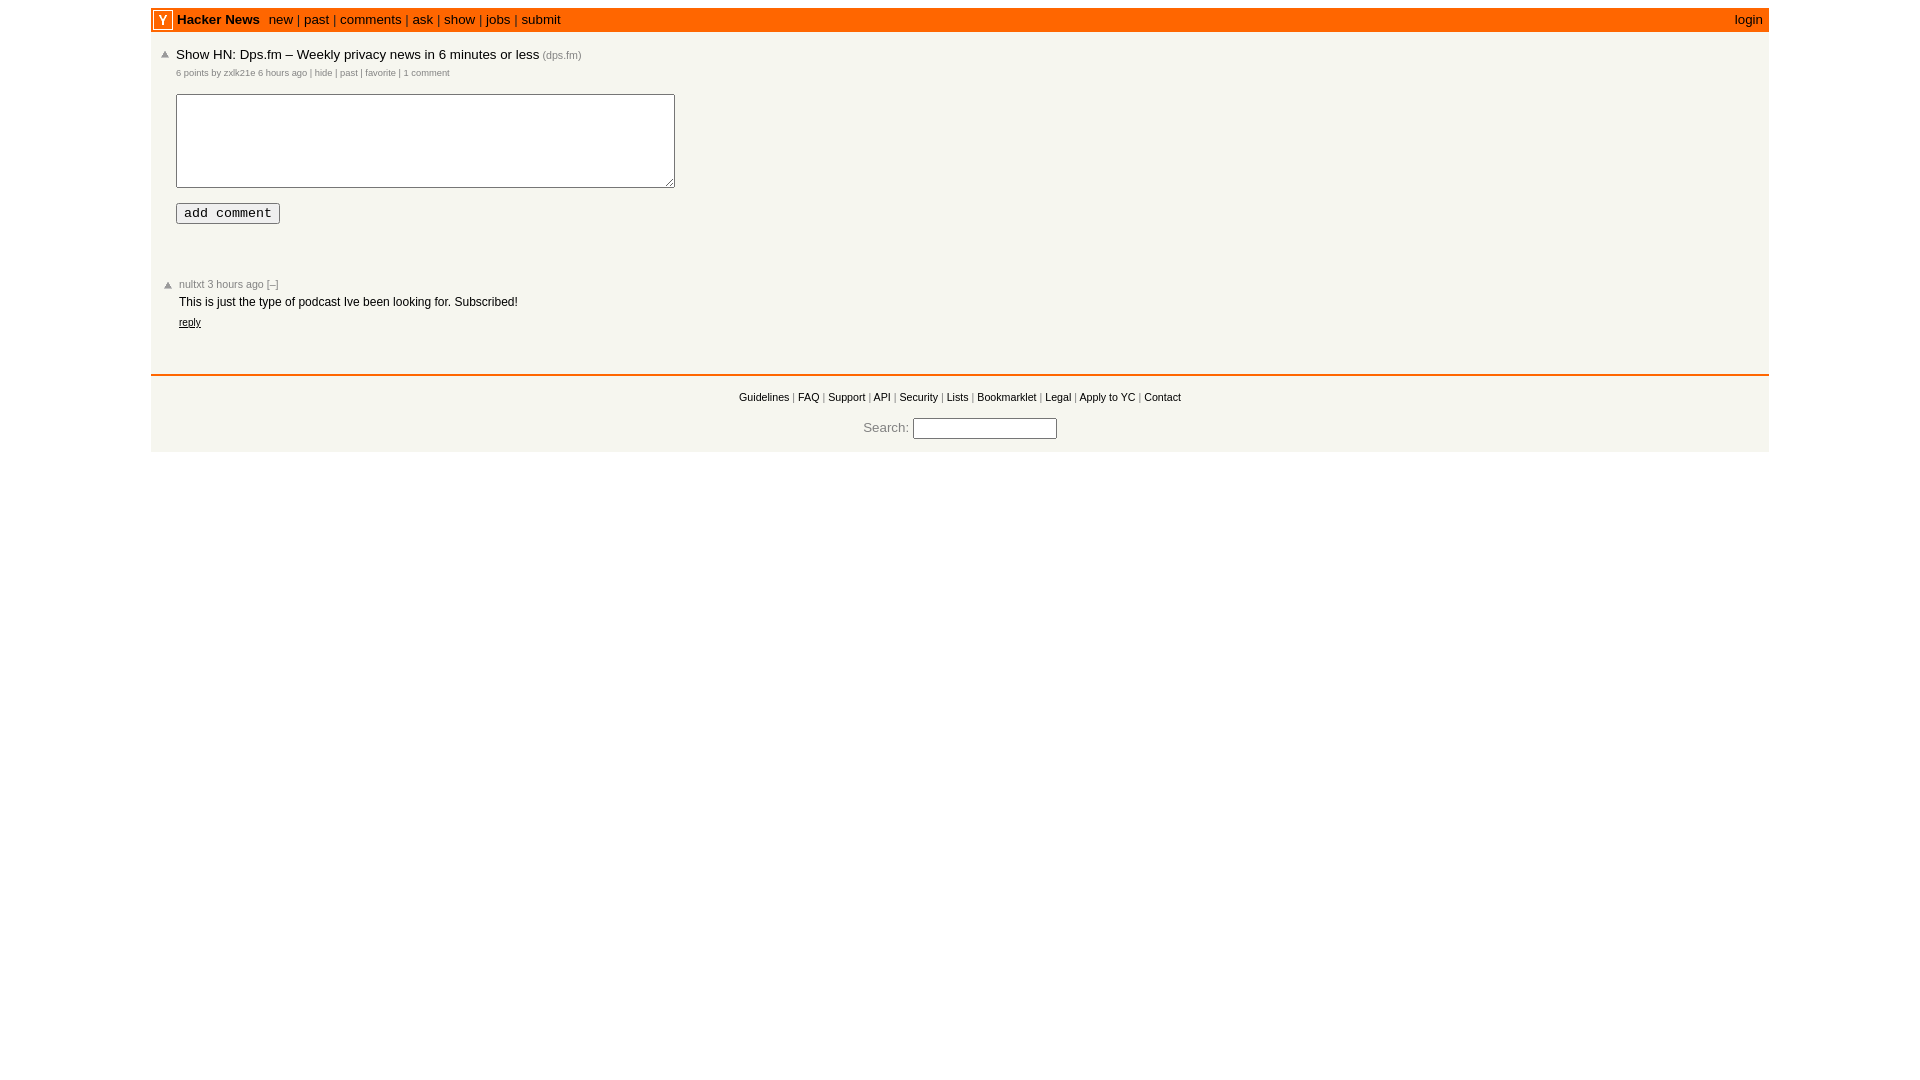 Y Hacker News new | past | comments | ask | show | jobs | submit login
Show HN: Dps.fm – Weekly privacy news in 6 minutes or less (dps.fm)
6 points by zxlk21e 6 hours ago | hide | past | favorite | 1 comment
add comment
nultxt 3 hours ago [–]
This is just the type of podcast Ive been looking for. Subscribed!
reply
Guidelines | FAQ | Support | API | Security | Lists | Bookmarklet | Legal | Apply to YC | Contact
Search: